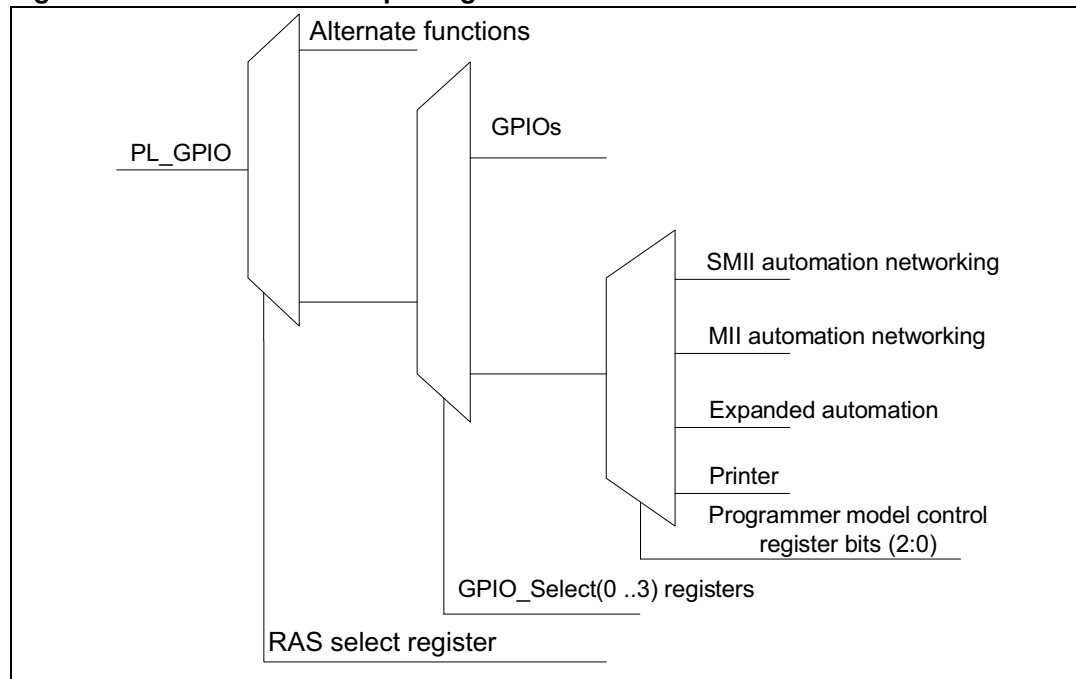 Alternate functions
GPIOs
PL_GPIO
SMII automation networking
MII automation networking
Expanded automation
Printer
Programmer model control
register bits (2:0)
GPIO_Select(0 ..3) registers
RAS select register